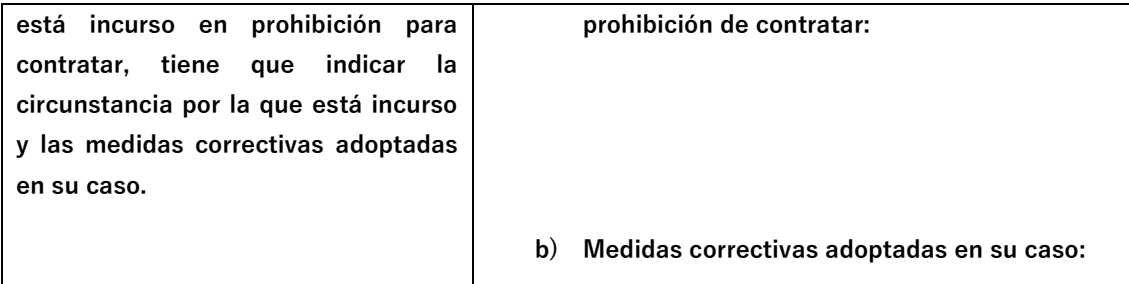 está incurso en prohibición para
contratar, tiene que indicar la
circunstancia por la que está incurso
y las medidas correctivas adoptadas
en su caso.
prohibición de contratar:
b) Medidas correctivas adoptadas en su caso: